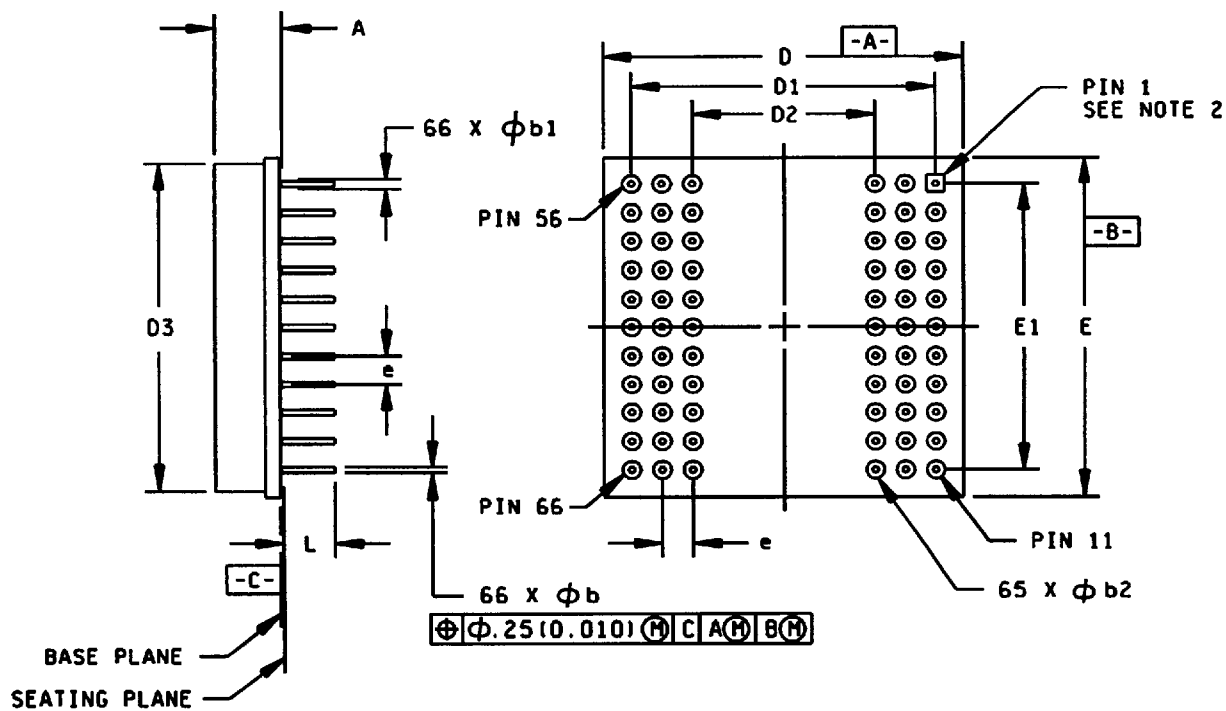 A
D
-A-
D1
PIN 1
SEE NOTE 2
D2
66 X ϕb1
PIN 56
-B-
D3
E1
E
e
PIN 66
PIN 11
L
e
-C-
66 X ϕb
65 X ϕb2
⌖ ϕ.25(0.010) Ⓜ C A Ⓜ B Ⓜ
BASE PLANE
SEATING PLANE